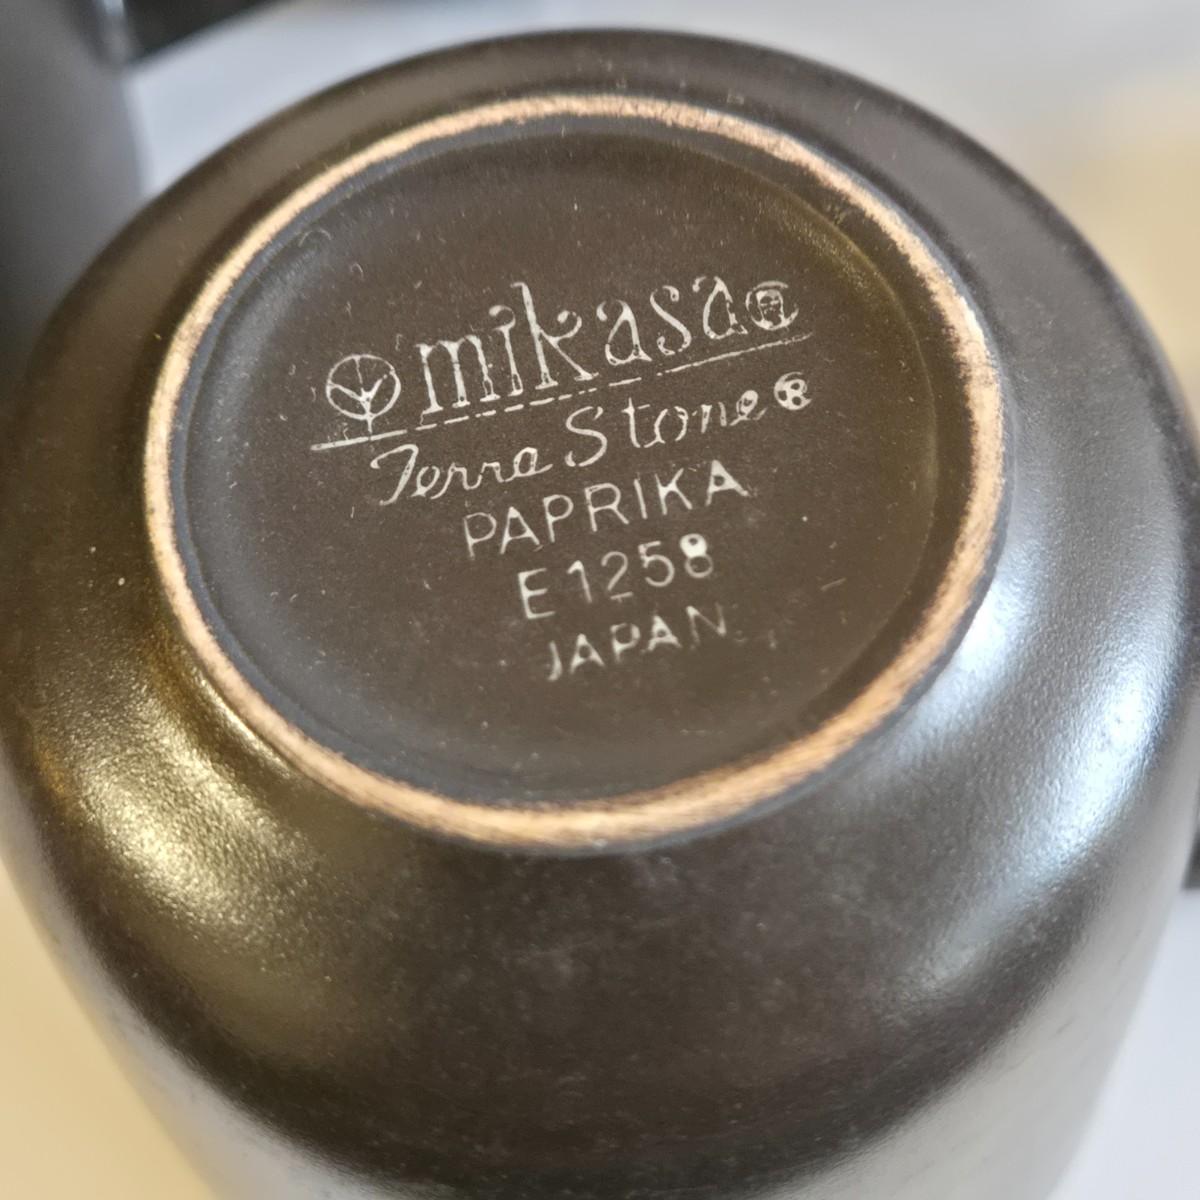 mikasa®
Terra Stone®
PAPRIKA
E1258
JAPAN